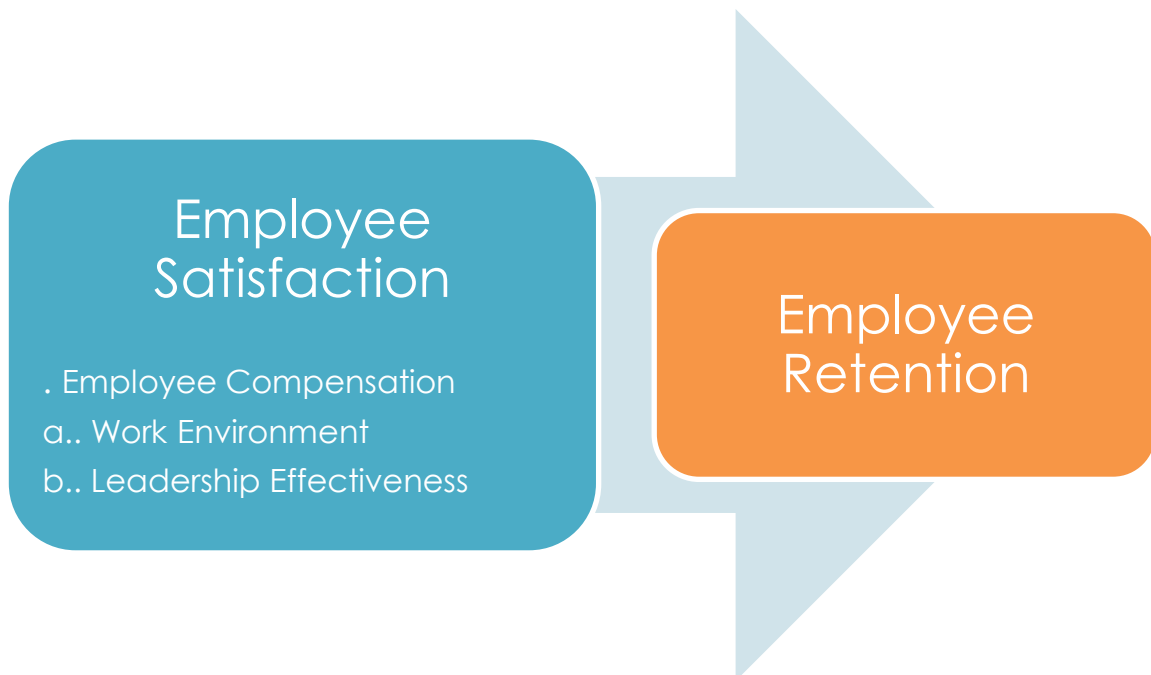 Employee
Satisfaction
. Employee Compensation
a.. Work Environment
b.. Leadership Effectiveness
Employee
Retention